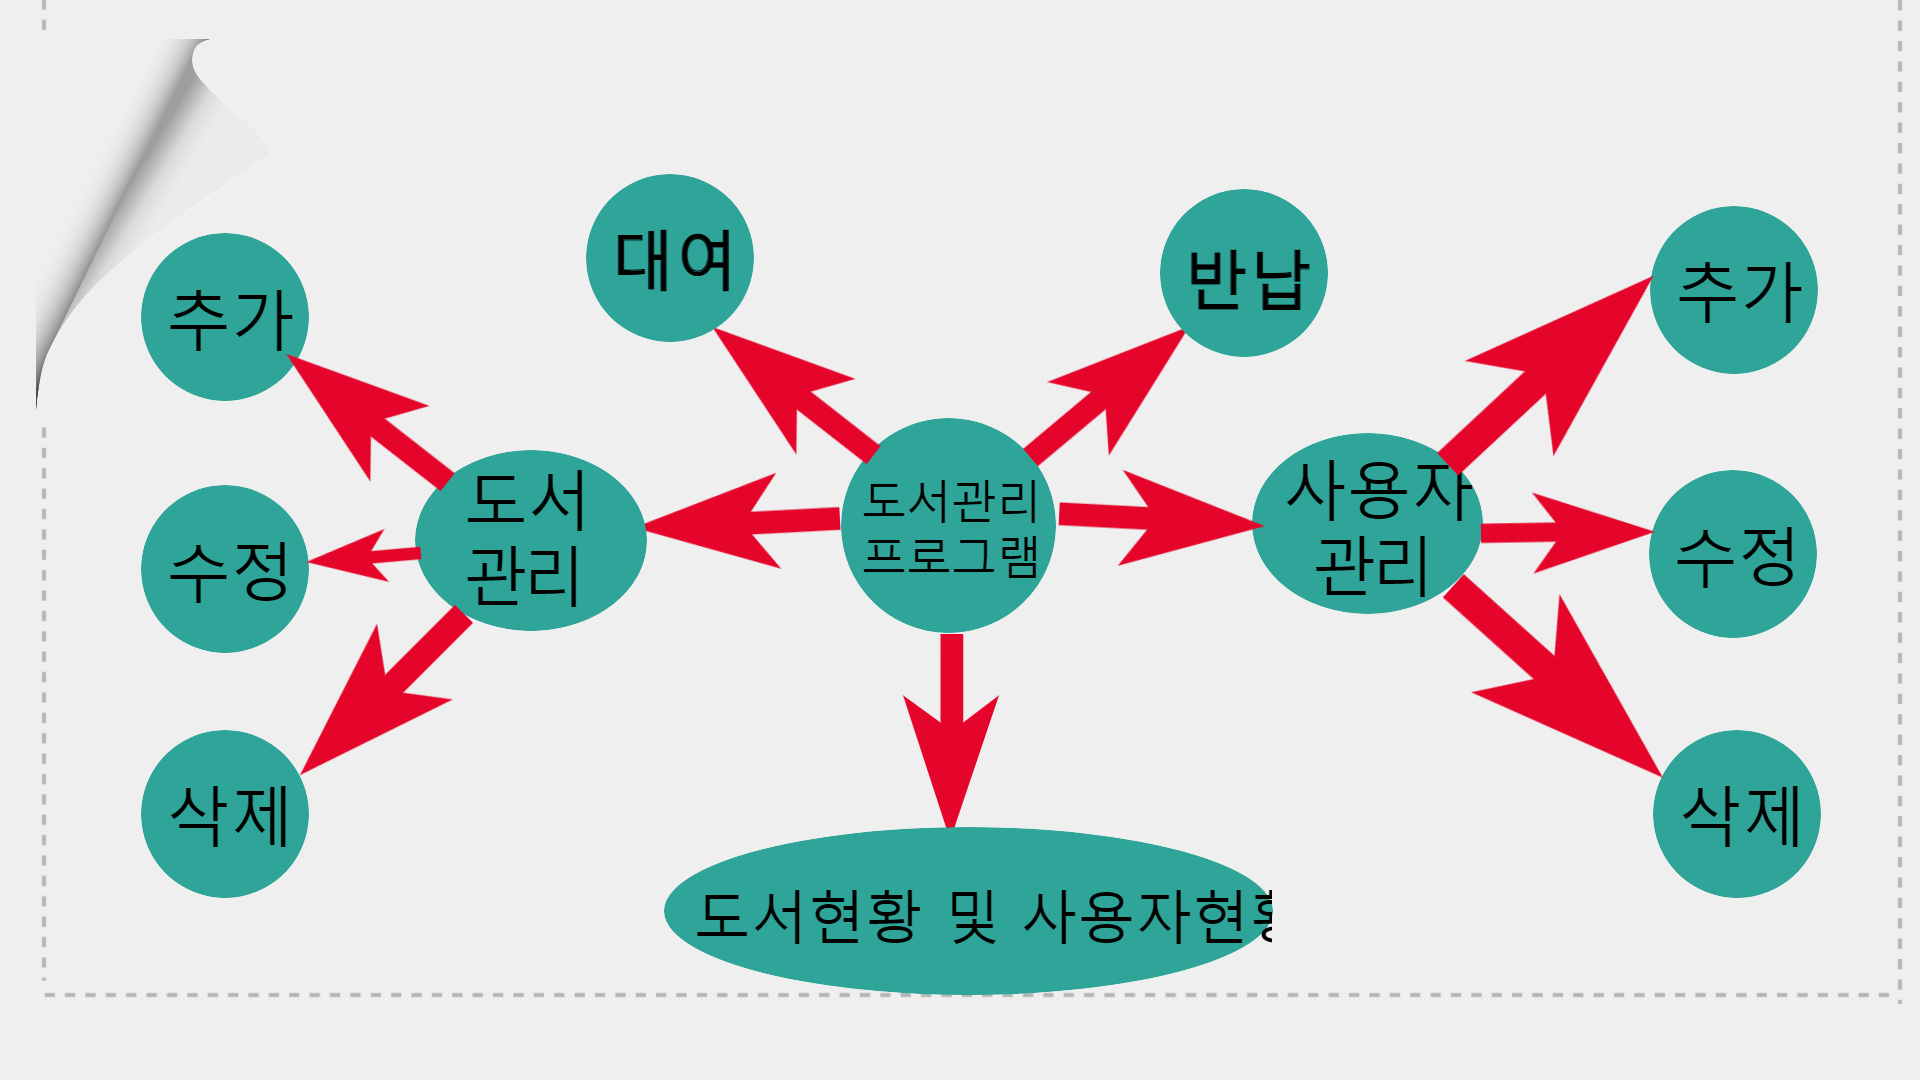 대여
반납
추가
추가
도서
관리
도서관리
프로그램
사용자
관리
수정
수정
삭제
삭제
도서현황 및 사용자현황